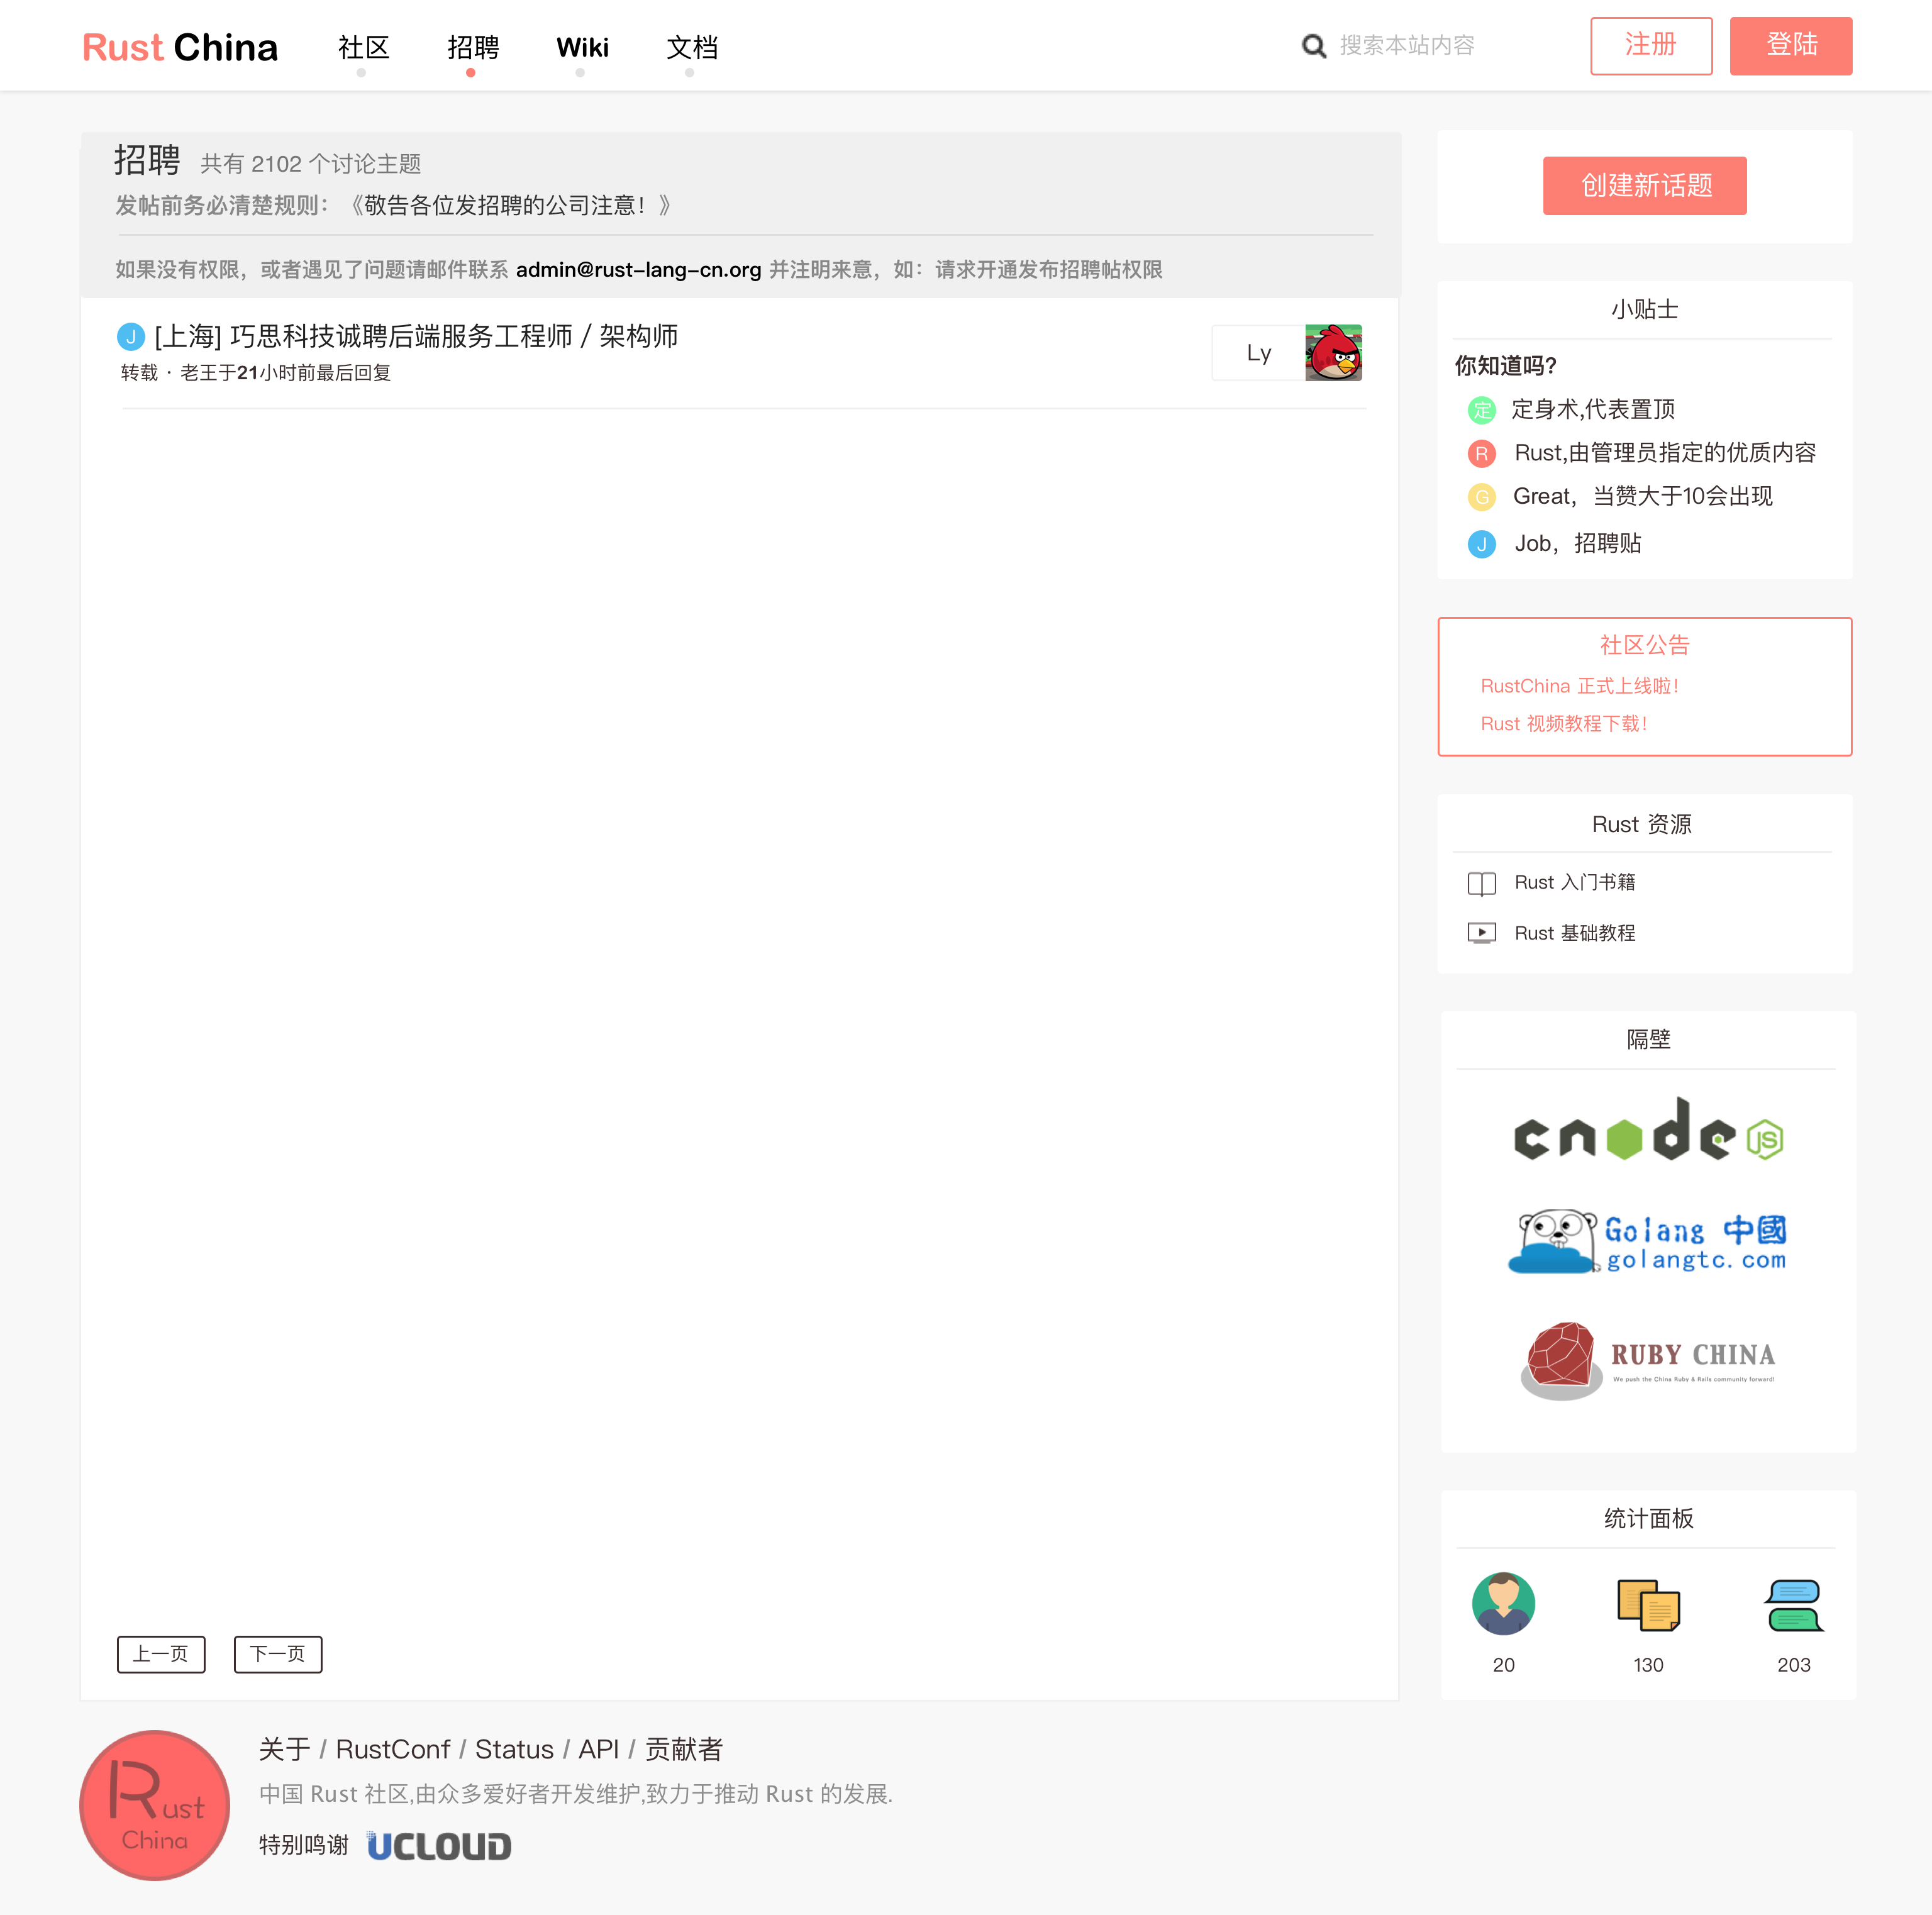 Rust China 社区 招聘 Wiki 文档 搜索本站内容 注册 登陆
招聘 共有 2102 个讨论主题
发帖前务必清楚规则：《敬告各位发招聘的公司注意！》
如果没有权限，或者遇见了问题请邮件联系 admin@rust-lang-cn.org 并注明来意，如：请求开通发布招聘帖权限
J [上海] 巧思科技诚聘后端服务工程师 / 架构师
转载 · 老王于21小时前最后回复
Ly
上一页 下一页
创建新话题
小贴士
你知道吗?
定 定身术,代表置顶
R Rust,由管理员指定的优质内容
G Great，当赞大于10会出现
J Job，招聘贴
社区公告
RustChina 正式上线啦！
Rust 视频教程下载！
Rust 资源
Rust 入门书籍
Rust 基础教程
隔壁
cnode JS
Golang 中國
golangtc.com
RUBY CHINA
We push the China Ruby & Rails community forward!
统计面板
20 130 203
Rust
China
关于 / RustConf / Status / API / 贡献者
中国 Rust 社区,由众多爱好者开发维护,致力于推动 Rust 的发展.
特别鸣谢 UCLOUD